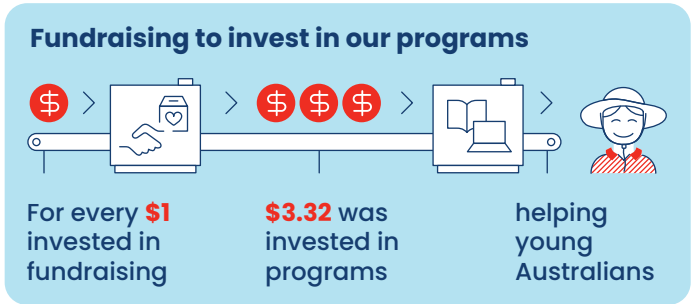 Fundraising to invest in our programs
$
$ $ $
For every $1
invested in
fundraising
$3.32 was
invested in
programs
helping
young
Australians